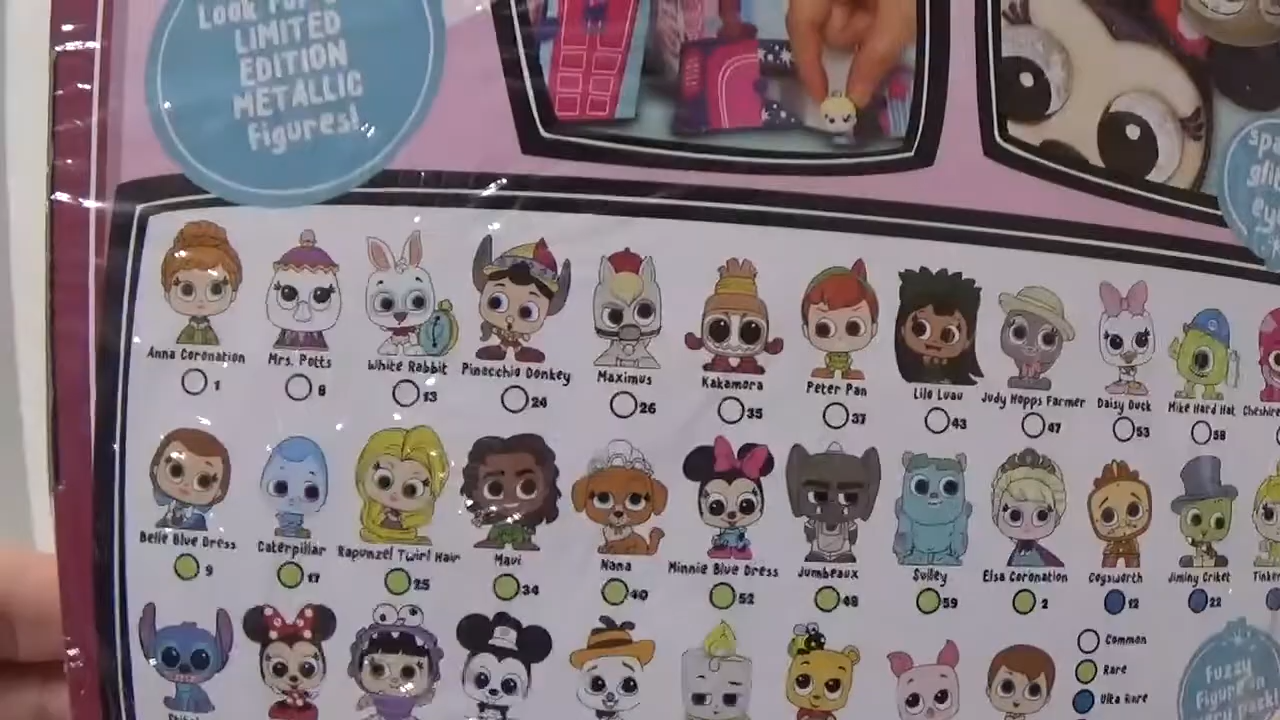 Look For
LIMITED
EDITION
METALLIC
Figures!
Anna Coronation
1
Mrs. Potts
8
White Rabbit
13
Pinocchio Donkey
24
Maximus
26
Kakamora
35
Peter Pan
37
Lilo Luau
43
Judy Hopps Farmer
47
Daisy Duck
53
Mike Hard Hat
58
Cheshire
Belle Blue Dress
9
Caterpillar
17
Rapunzel Twirl Hair
25
Maui
34
Nana
40
Minnie Blue Dress
52
Jumbeaux
48
Sulley
59
Elsa Coronation
2
Cogsworth
12
Jiminy Criket
22
Common
Rare
Ultra Rare
Fuzzy
Figure in